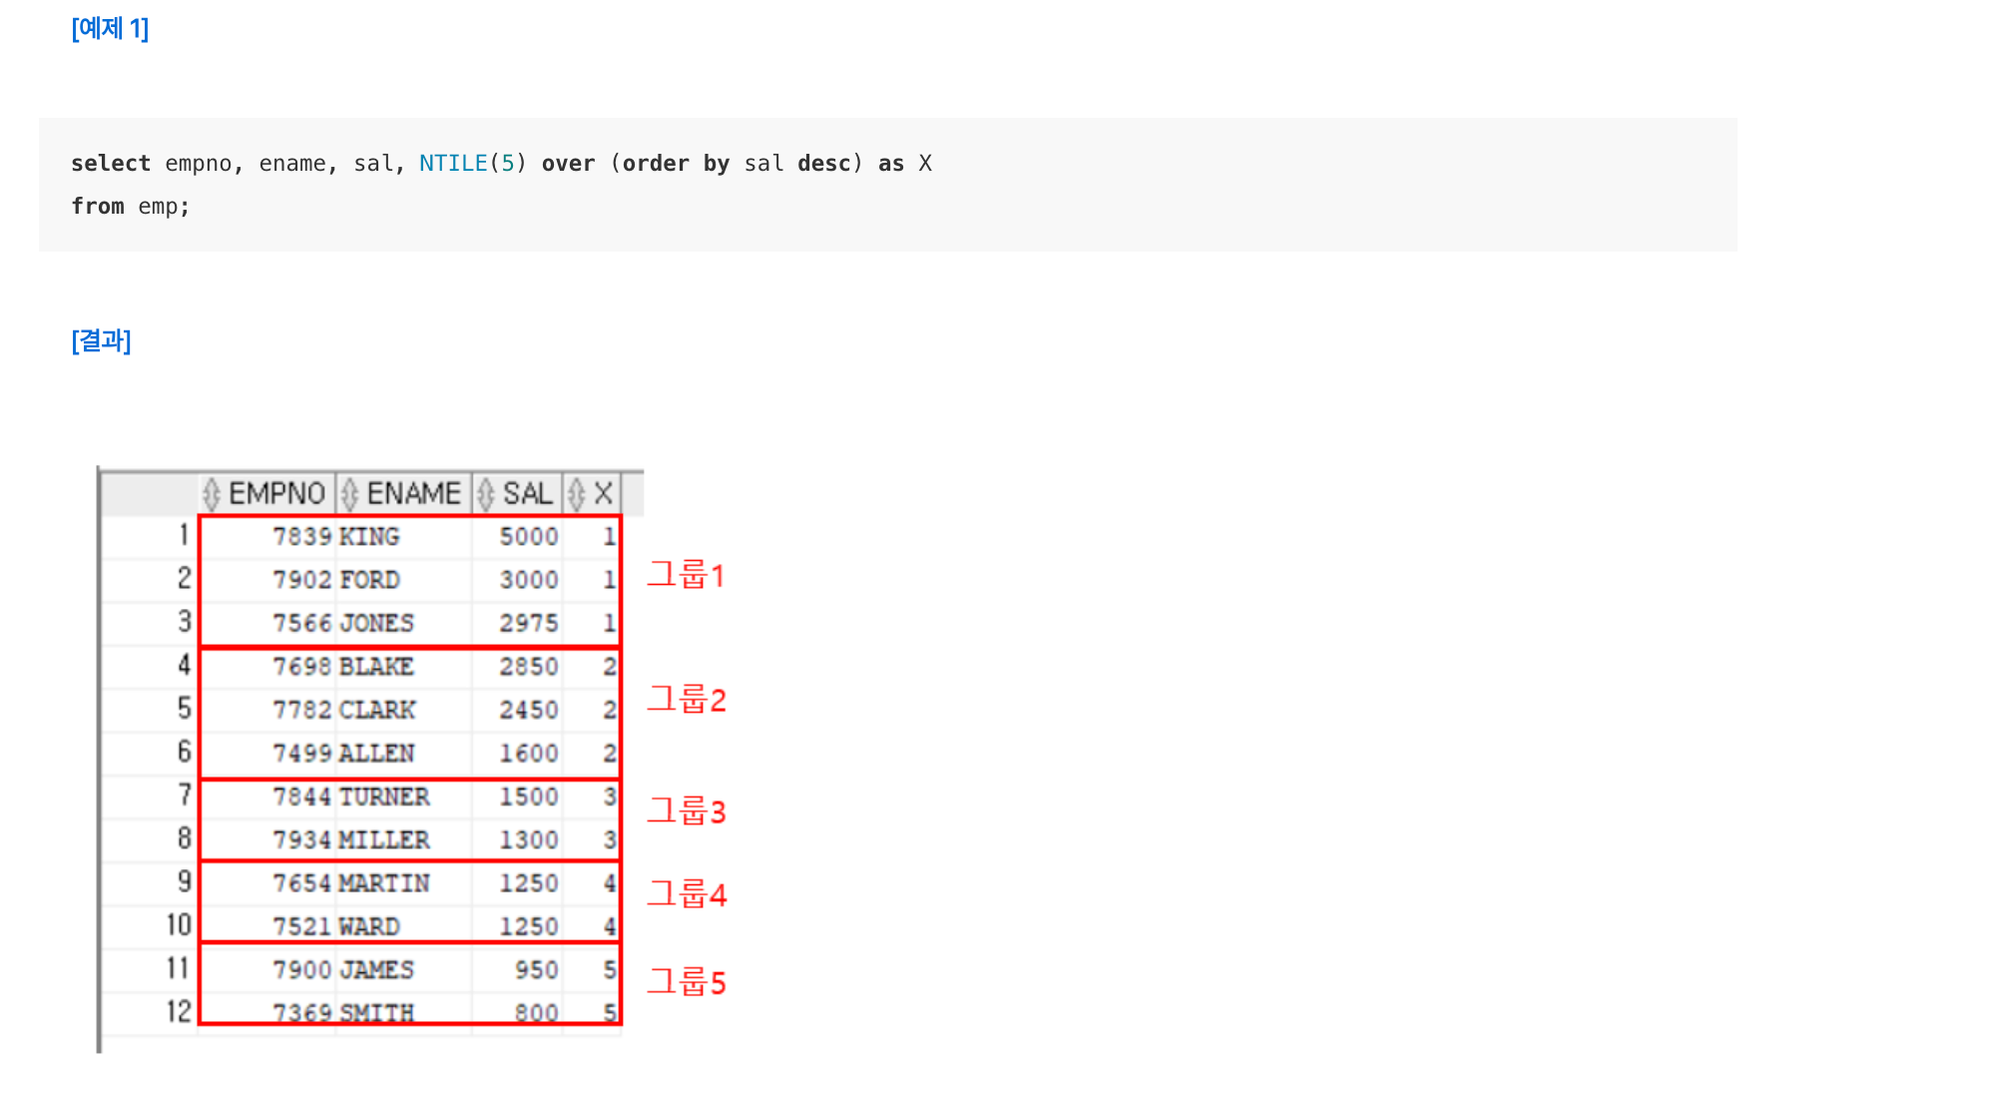 [예제 1]
select empno, ename, sal, NTILE(5) over (order by sal desc) as X
from emp;
[결과]
EMPNO ENAME SAL X
1 7839 KING 5000 1
2 7902 FORD 3000 1
3 7566 JONES 2975 1
그룹1
4 7698 BLAKE 2850 2
5 7782 CLARK 2450 2
6 7499 ALLEN 1600 2
그룹2
7 7844 TURNER 1500 3
8 7934 MILLER 1300 3
그룹3
9 7654 MARTIN 1250 4
10 7521 WARD 1250 4
그룹4
11 7900 JAMES 950 5
12 7369 SMITH 800 5
그룹5